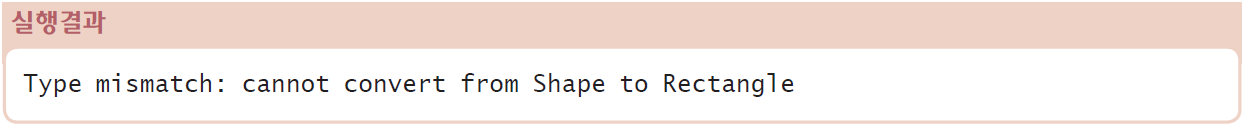 실행결과
Type mismatch: cannot convert from Shape to Rectangle